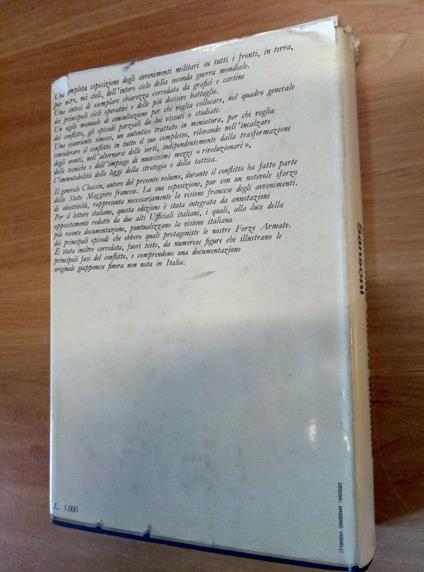 Una completa esposizione degli avvenimenti militari su tutti i fronti, in terra,
per mare, nei cieli, dell'intero ciclo della seconda guerra mondiale.
Una sintesi di esemplare chiarezza corredata da grafici e cartine
dei principali cicli operativi e delle più decisive battaglie.
Un agile manuale di consultazione per chi voglia collocare, nel quadro generale
del conflitto, gli episodi parziali da lui vissuti o studiati.
Una esauriente sintesi, un autentico trattato in miniatura, per chi voglia
considerare il conflitto in tutto il suo complesso, rilevando nell'incalzare
degli eventi, nell'alternarsi delle sorti, indipendentemente dalla trasformazione
delle tecniche o dall'impiego di nuovissimi mezzi « rivoluzionari »,
l'immutabilità delle leggi della strategia e della tattica.
Il generale Chassin, autore del presente volume, durante il conflitto ha fatto parte
dello Stato Maggiore francese. La sua esposizione, pur con un notevole sforzo
di obiettività, rappresenta necessariamente la visione francese degli avvenimenti.
Per il lettore italiano, questa edizione è stata integrata da annotazioni
appositamente redatte da due alti Ufficiali italiani, i quali, alla luce della
più recente documentazione, puntualizzano la visione italiana
dei principali episodi che ebbero quali protagoniste le nostre Forze Armate.
È stata inoltre corredata, fuori testo, da numerose figure che illustrano le
principali fasi del conflitto, e comprendono una documentazione
originale giapponese finora non nota in Italia.
L. 5.000
DESIGN: MASSIMO VIGNELLI
Sansoni